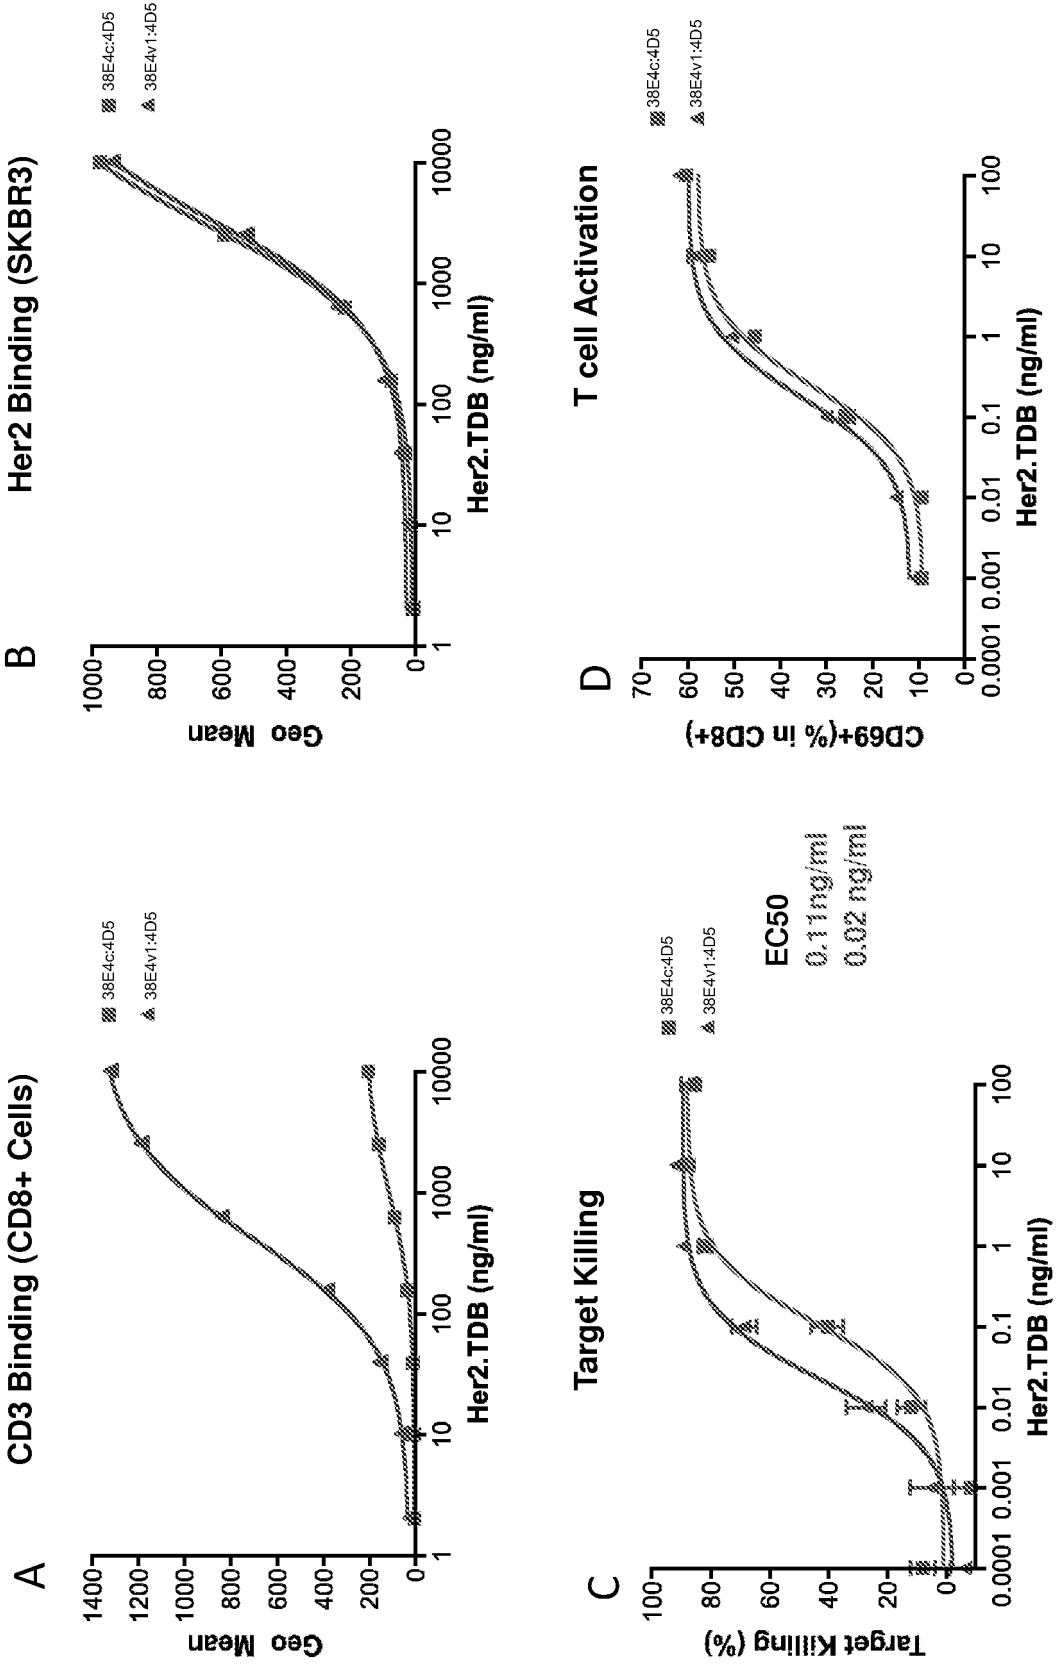 A
CD3 Binding (CD8+ Cells)
Geo Mean
1400
1200
1000
800
600
400
200
0
1
10
100
1000
10000
Her2.TDB (ng/ml)
38E4c:4D5
38E4v1:4D5
B
Her2 Binding (SKBR3)
Geo Mean
1000
800
600
400
200
0
1
10
100
1000
10000
Her2.TDB (ng/ml)
38E4c:4D5
38E4v1:4D5
C
Target Killing
Target Killing (%)
100
80
60
40
20
0
0.0001
0.001
0.01
0.1
1
10
100
Her2.TDB (ng/ml)
38E4c:4D5
38E4v1:4D5
EC50
0.11ng/ml
0.02 ng/ml
D
T cell Activation
CD69+(% in CD8+)
70
60
50
40
30
20
10
0
0.0001
0.001
0.01
0.1
1
10
100
Her2.TDB (ng/ml)
38E4c:4D5
38E4v1:4D5